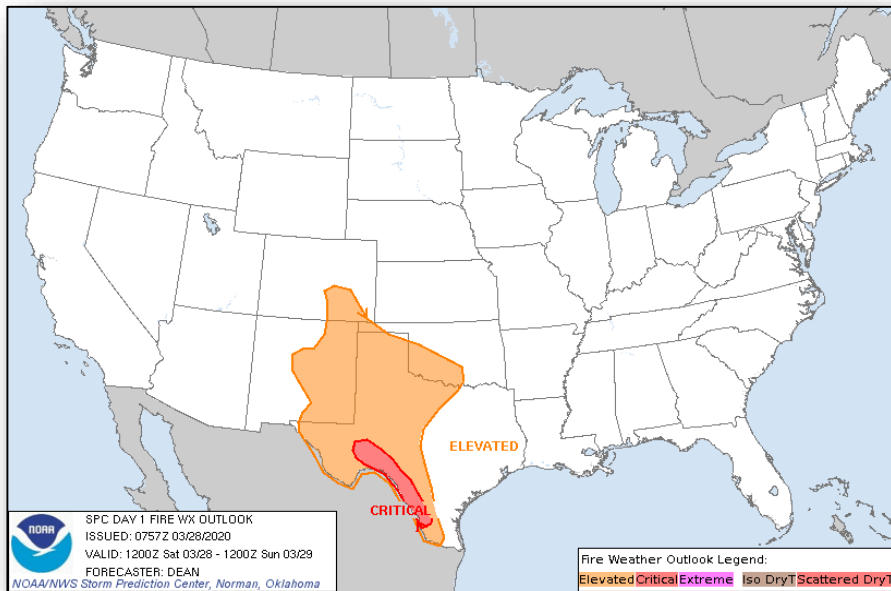 ELEVATED
CRITICAL
NOAA
SPC DAY 1 FIRE WX OUTLOOK
ISSUED: 0757Z 03/28/2020
VALID: 1200Z Sat 03/28 - 1200Z Sun 03/29
FORECASTER: DEAN
NOAA/NWS Storm Prediction Center, Norman, Oklahoma
Fire Weather Outlook Legend:
Elevated Critical Extreme Iso DryT Scattered DryT